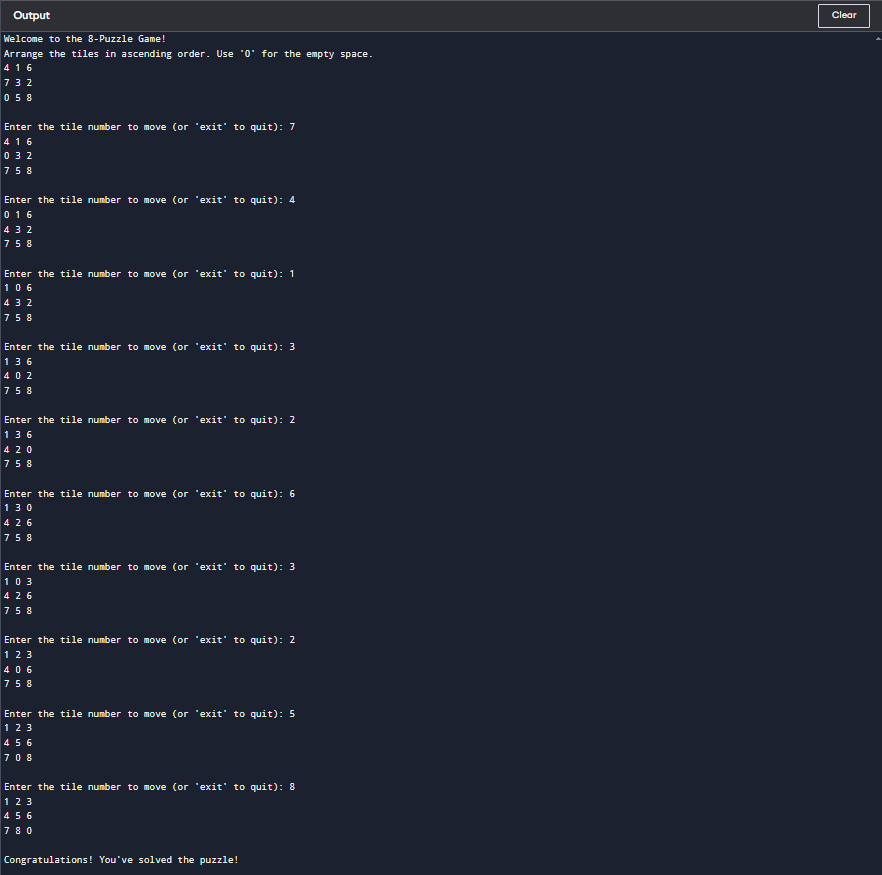 Output
Clear
Welcome to the 8-Puzzle Game!
Arrange the tiles in ascending order. Use '0' for the empty space.
4 1 6
7 3 2
0 5 8
Enter the tile number to move (or 'exit' to quit): 7
4 1 6
0 3 2
7 5 8
Enter the tile number to move (or 'exit' to quit): 4
0 1 6
4 3 2
7 5 8
Enter the tile number to move (or 'exit' to quit): 1
1 0 6
4 3 2
7 5 8
Enter the tile number to move (or 'exit' to quit): 3
1 3 6
4 0 2
7 5 8
Enter the tile number to move (or 'exit' to quit): 2
1 3 6
4 2 0
7 5 8
Enter the tile number to move (or 'exit' to quit): 6
1 3 0
4 2 6
7 5 8
Enter the tile number to move (or 'exit' to quit): 3
1 0 3
4 2 6
7 5 8
Enter the tile number to move (or 'exit' to quit): 2
1 2 3
4 0 6
7 5 8
Enter the tile number to move (or 'exit' to quit): 5
1 2 3
4 5 6
7 0 8
Enter the tile number to move (or 'exit' to quit): 8
1 2 3
4 5 6
7 8 0
Congratulations! You've solved the puzzle!